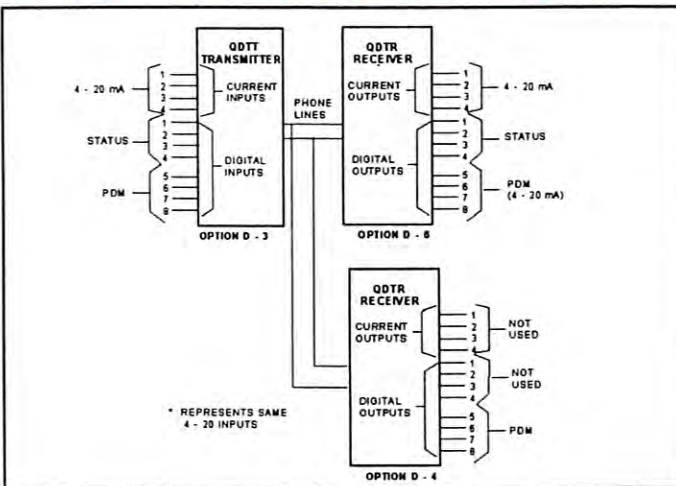 QDTT
TRANSMITTER
4 - 20 mA
1
2
3
4
CURRENT
INPUTS
STATUS
1
2
3
4
DIGITAL
INPUTS
PDM
5
6
7
8
OPTION D - 3
PHONE
LINES
QDTR
RECEIVER
CURRENT
OUTPUTS
1
2
3
4
4 - 20 mA
DIGITAL
OUTPUTS
1
2
3
4
STATUS
5
6
7
8
PDM
(4 - 20 mA)
OPTION D - 6
QDTR
RECEIVER
CURRENT
OUTPUTS
1
2
3
4
NOT
USED
DIGITAL
OUTPUTS
1
2
3
4
NOT
USED
5
6
7
8
PDM
OPTION D - 4
* REPRESENTS SAME
4 - 20 INPUTS